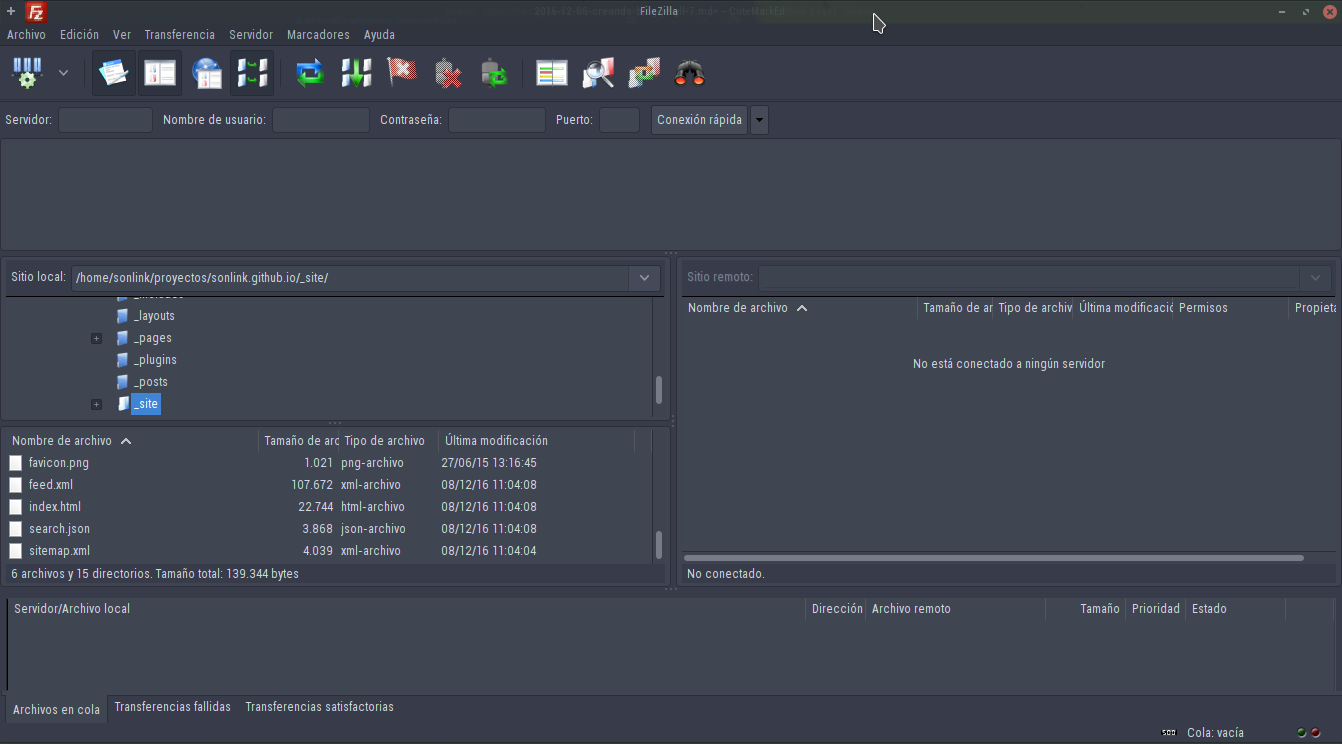 FileZilla
Archivo Edición Ver Transferencia Servidor Marcadores Ayuda
Servidor: Nombre de usuario: Contraseña: Puerto: Conexión rápida
Sitio local: /home/sonlink/proyectos/sonlink.github.io/_site/
_layouts
_pages
_plugins
_posts
_site
Nombre de archivo Tamaño de arc Tipo de archivo Última modificación
favicon.png 1.021 png-archivo 27/06/15 13:16:45
feed.xml 107.672 xml-archivo 08/12/16 11:04:08
index.html 22.744 html-archivo 08/12/16 11:04:08
search.json 3.868 json-archivo 08/12/16 11:04:08
sitemap.xml 4.039 xml-archivo 08/12/16 11:04:04
6 archivos y 15 directorios. Tamaño total: 139.344 bytes
Sitio remoto:
Nombre de archivo Tamaño de ar Tipo de archiv Última modificació Permisos Propieta
No está conectado a ningún servidor
No conectado.
Servidor/Archivo local Dirección Archivo remoto Tamaño Prioridad Estado
Archivos en cola Transferencias fallidas Transferencias satisfactorias
Cola: vacía